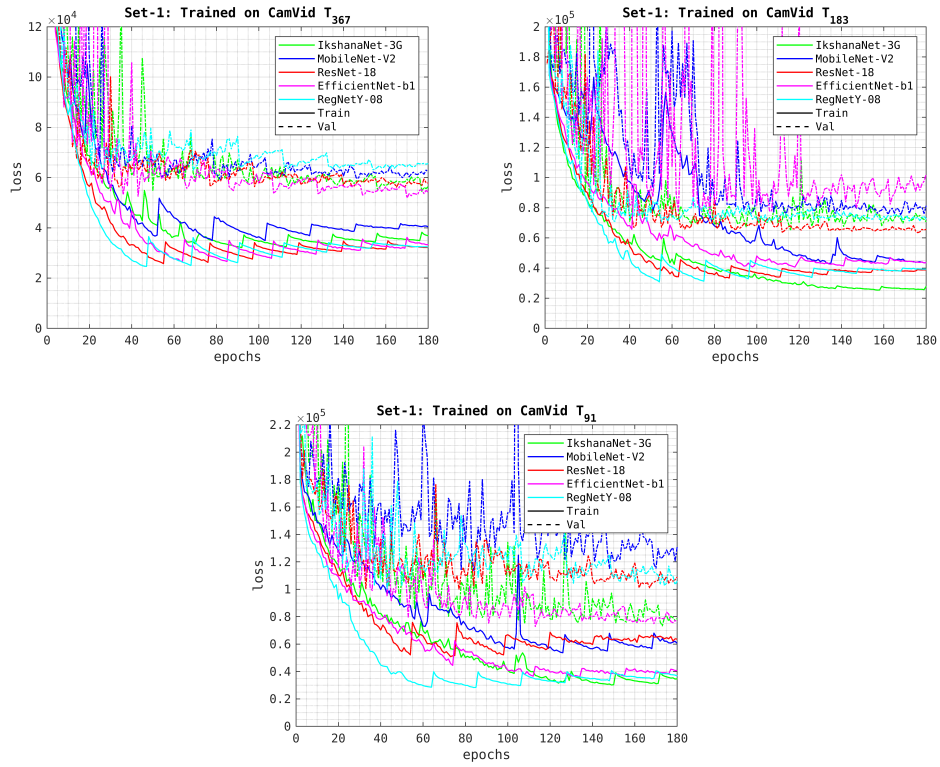 Set-1: Trained on CamVid T367
×10⁴
12
10
8
6
4
2
0
loss
0 20 40 60 80 100 120 140 160 180
epochs
IkshanaNet-3G
MobileNet-V2
ResNet-18
EfficientNet-b1
RegNetY-08
Train
Val
Set-1: Trained on CamVid T183
×10⁵
2
1.8
1.6
1.4
1.2
1
0.8
0.6
0.4
0.2
0
loss
0 20 40 60 80 100 120 140 160 180
epochs
IkshanaNet-3G
MobileNet-V2
ResNet-18
EfficientNet-b1
RegNetY-08
Train
Val
Set-1: Trained on CamVid T91
×10⁵
2.2
2
1.8
1.6
1.4
1.2
1
0.8
0.6
0.4
0.2
0
loss
0 20 40 60 80 100 120 140 160 180
epochs
IkshanaNet-3G
MobileNet-V2
ResNet-18
EfficientNet-b1
RegNetY-08
Train
Val